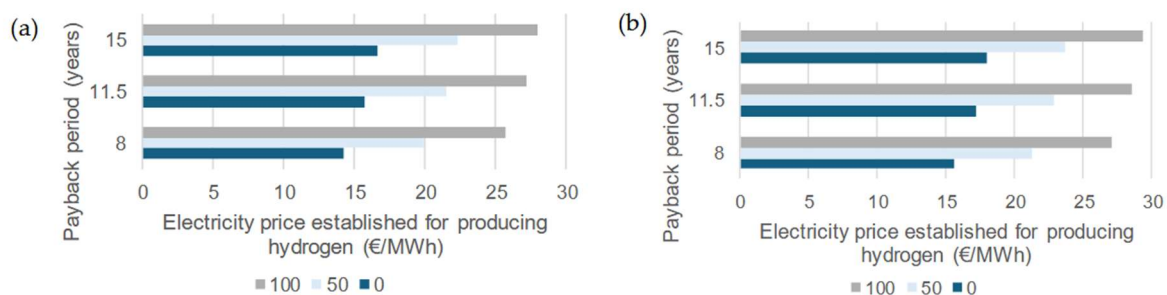 (a)
Payback period (years)
15
11.5
8
0 5 10 15 20 25 30
Electricity price established for producing
hydrogen (€/MWh)
100 50 0
(b)
Payback period (years)
15
11.5
8
0 5 10 15 20 25 30
Electricity price established for producing
hydrogen (€/MWh)
100 50 0